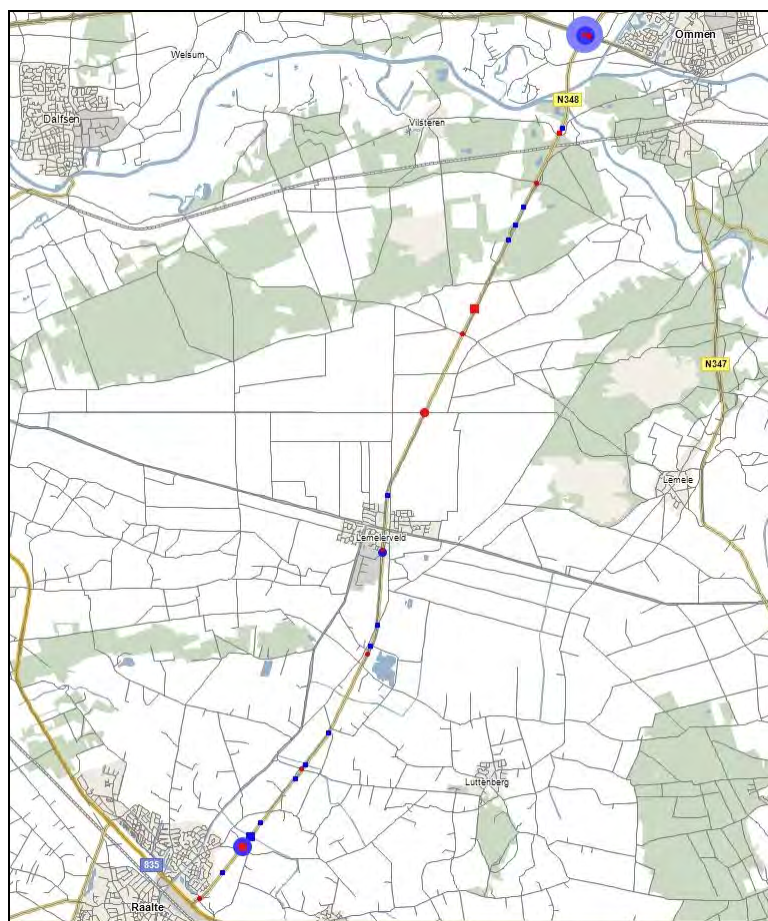 Ommen
Welsum
N348
Dalfsen
Vilsteren
N347
Lemele
Lemelerveld
Luttenberg
835
Raalte